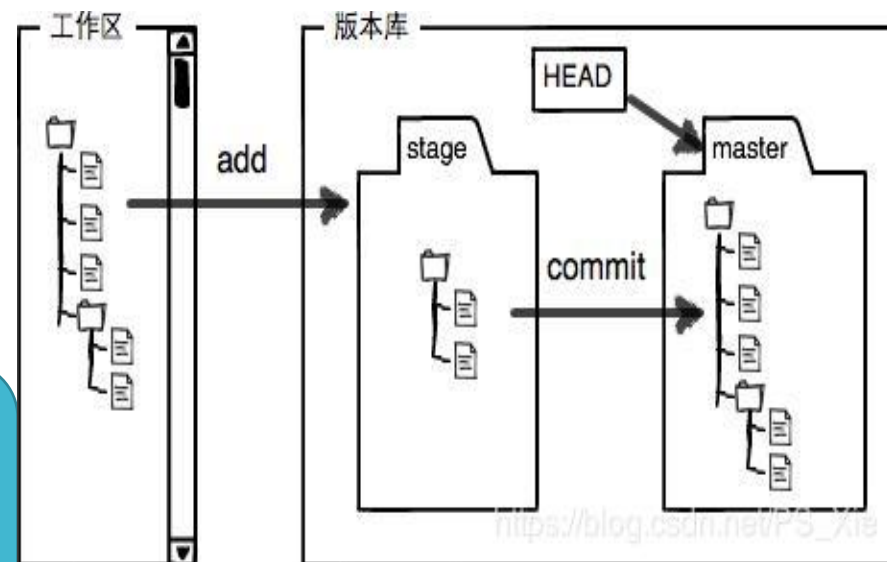 工作区
版本库
HEAD
add
stage
master
commit
https://blog.csdn.net/PS_Xie